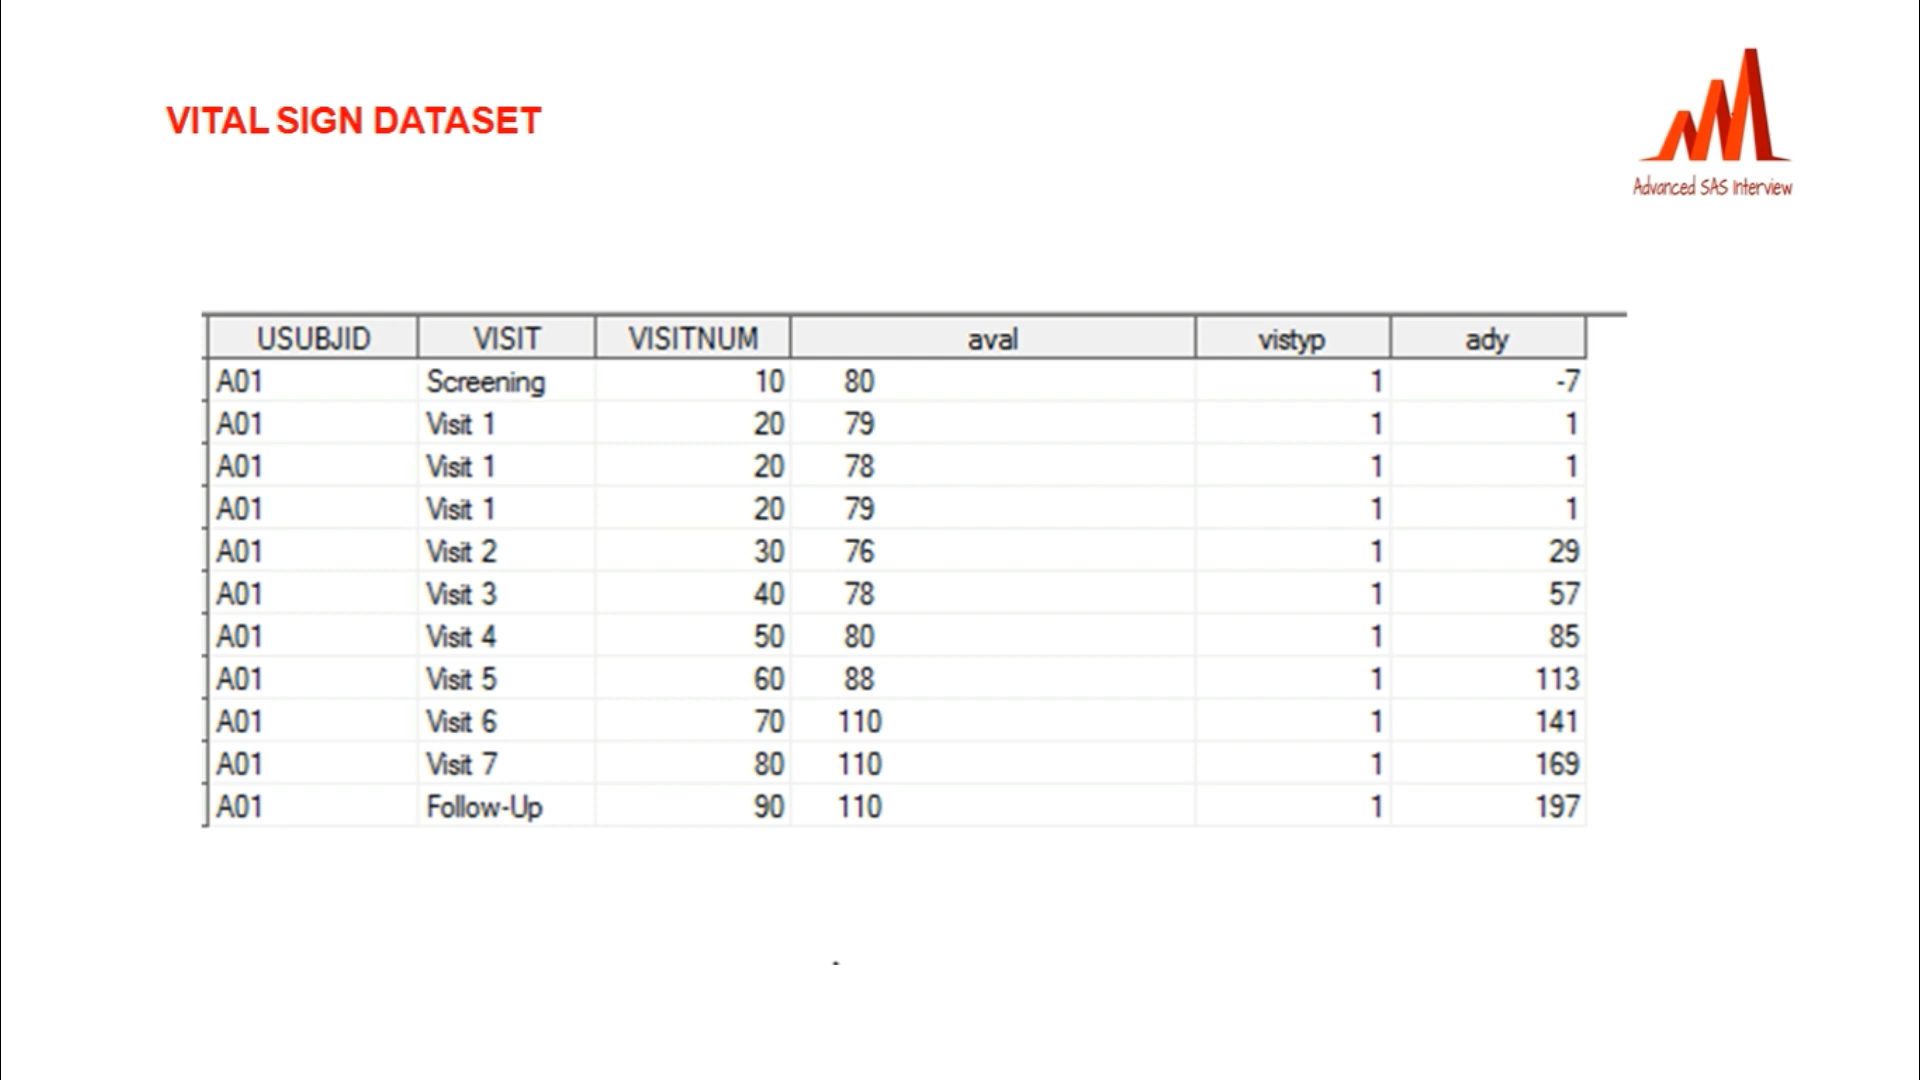 VITAL SIGN DATASET
Advanced SAS Interview
USUBJID VISIT VISITNUM aval vistyp ady
A01 Screening 10 80 1 -7
A01 Visit 1 20 79 1 1
A01 Visit 1 20 78 1 1
A01 Visit 1 20 79 1 1
A01 Visit 2 30 76 1 29
A01 Visit 3 40 78 1 57
A01 Visit 4 50 80 1 85
A01 Visit 5 60 88 1 113
A01 Visit 6 70 110 1 141
A01 Visit 7 80 110 1 169
A01 Follow-Up 90 110 1 197